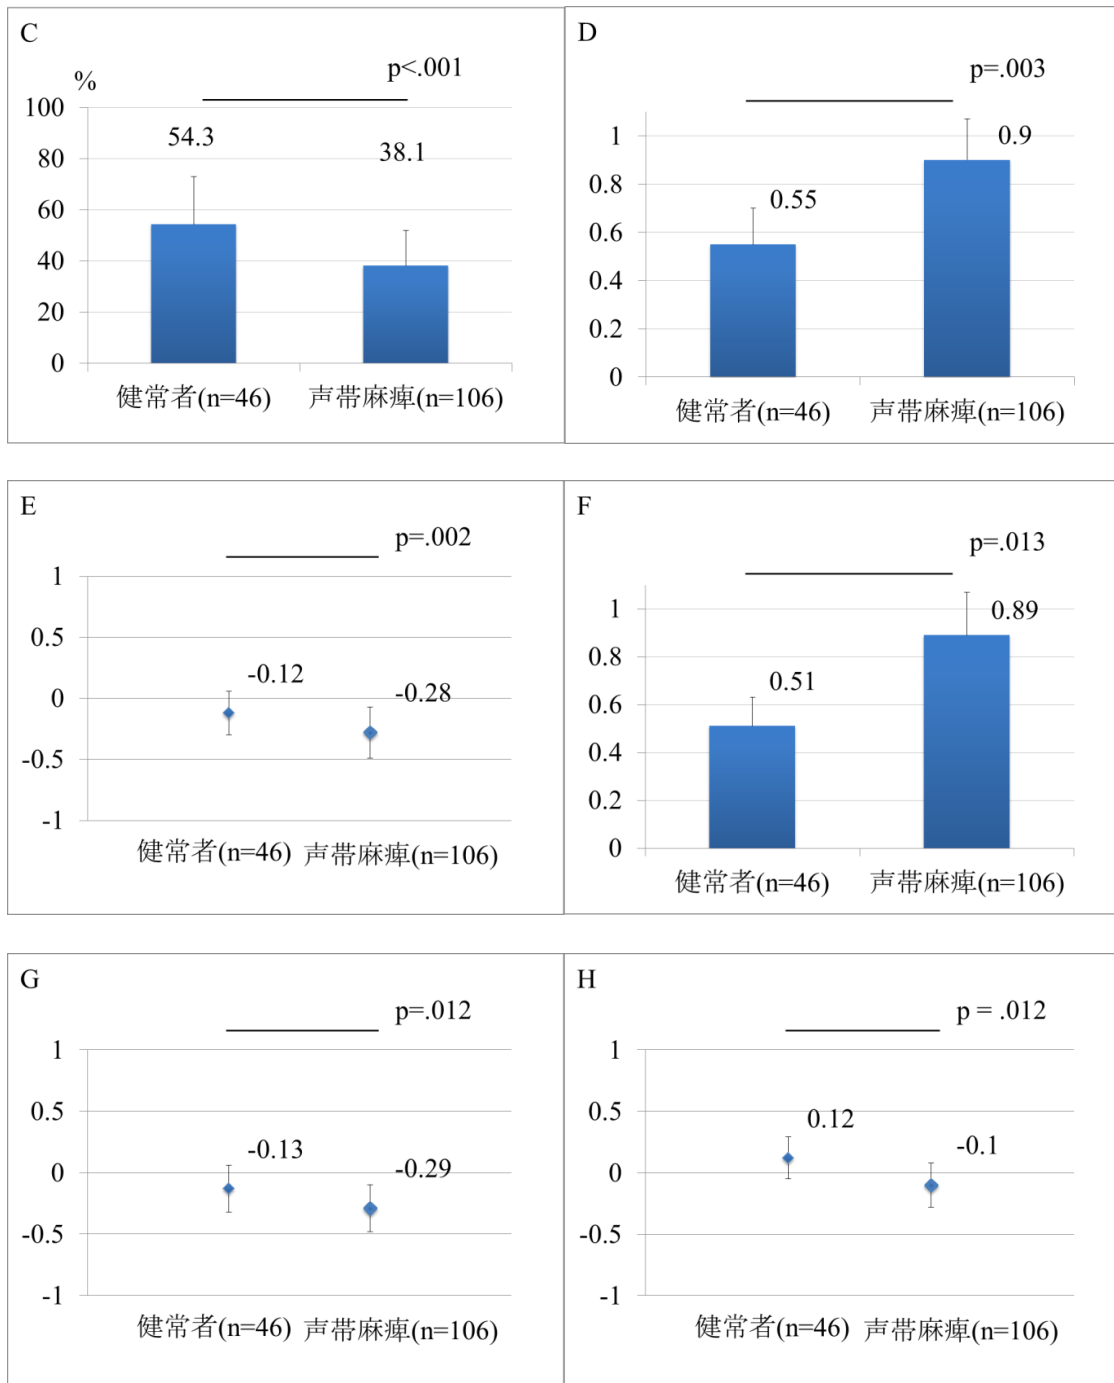 C
p<.001
%
100
80
60
40
20
0
54.3
38.1
健常者(n=46)
声帯麻痺(n=106)
D
p=.003
1
0.8
0.6
0.4
0.2
0
0.55
0.9
健常者(n=46)
声帯麻痺(n=106)
E
p=.002
1
0.5
0
-0.5
-1
-0.12
-0.28
健常者(n=46)
声帯麻痺(n=106)
F
p=.013
1
0.8
0.6
0.4
0.2
0
0.51
0.89
健常者(n=46)
声帯麻痺(n=106)
G
p=.012
1
0.5
0
-0.5
-1
-0.13
-0.29
健常者(n=46)
声帯麻痺(n=106)
H
p = .012
1
0.5
0
-0.5
-1
0.12
-0.1
健常者(n=46)
声帯麻痺(n=106)